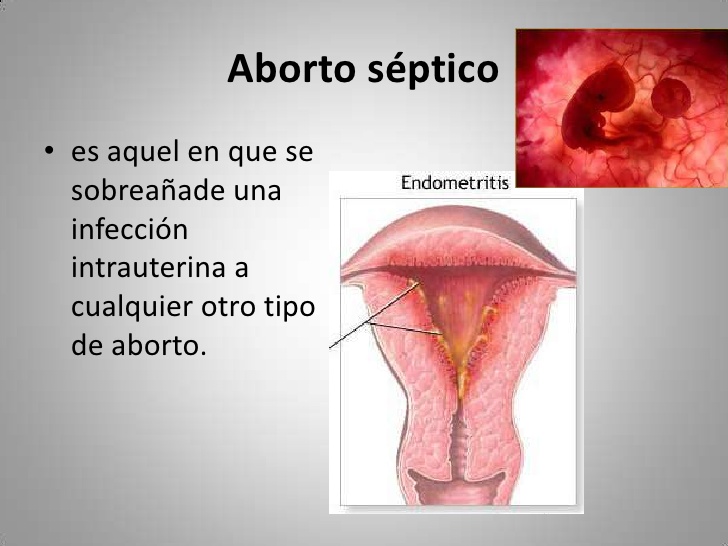 Aborto séptico
• es aquel en que se
sobreañade una
infección
intrauterina a
cualquier otro tipo
de aborto.
Endometritis